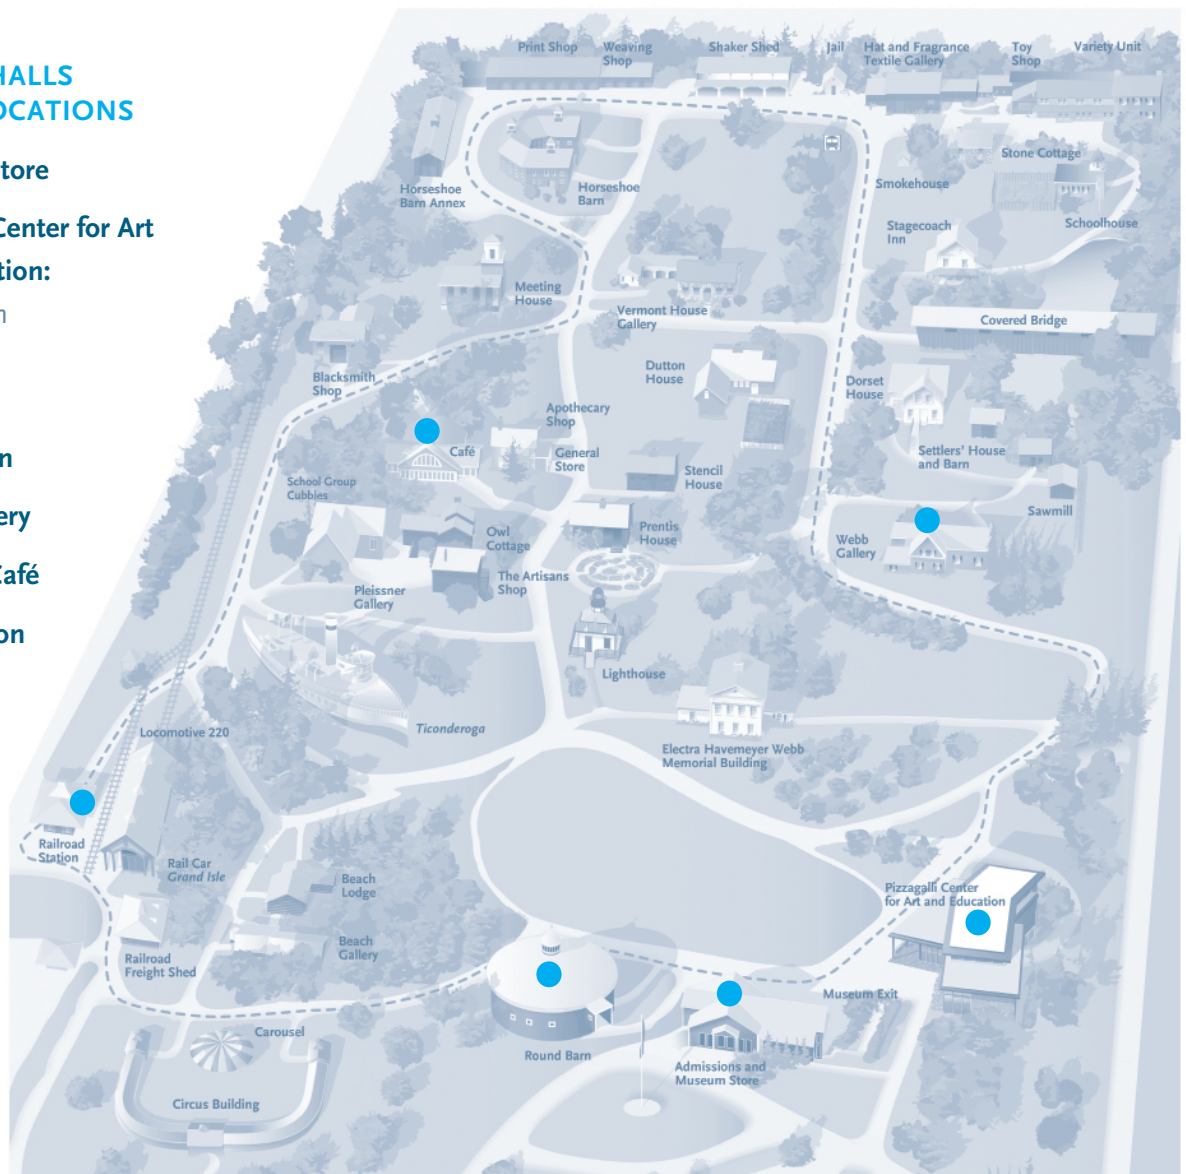 HALLS
OCATIONS
tore
Center for Art
tion:
n
n
ery
Café
on
Print Shop
Weaving
Shop
Shaker Shed
Jail
Hat and Fragrance
Textile Gallery
Toy
Shop
Variety Unit
Horseshoe
Barn Annex
Horseshoe
Barn
Smokehouse
Stone Cottage
Schoolhouse
Stagecoach
Inn
Meeting
House
Vermont House
Gallery
Covered Bridge
Blacksmith
Shop
Dutton
House
Dorset
House
Apothecary
Shop
Café
General
Store
Settlers' House
and Barn
School Group
Cubbies
Stencil
House
Sawmill
Owl
Cottage
Prentis
House
Webb
Gallery
Pleissner
Gallery
The Artisans
Shop
Lighthouse
Ticonderoga
Locomotive 220
Electra Havemeyer Webb
Memorial Building
Railroad
Station
Rail Car
Grand Isle
Beach
Lodge
Pizzagalli Center
for Art and Education
Beach
Gallery
Railroad
Freight Shed
Museum Exit
Carousel
Round Barn
Admissions and
Museum Store
Circus Building